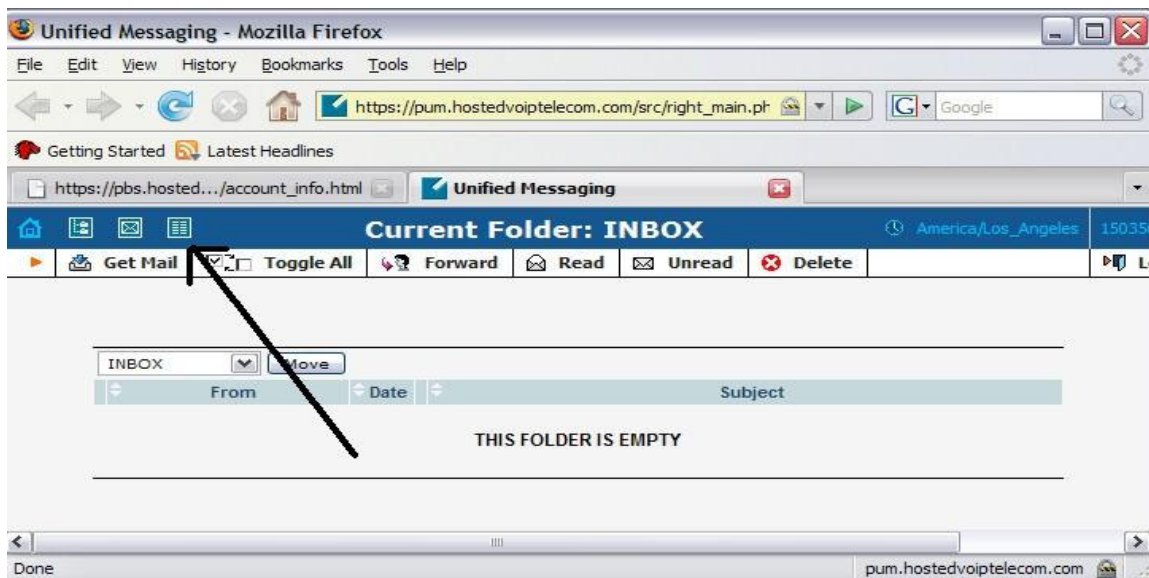 Unified Messaging - Mozilla Firefox
File Edit View History Bookmarks Tools Help
https://pum.hostedvoiptelecom.com/src/right_main.ph
G Google
Getting Started Latest Headlines
https://pbs.hosted.../account_info.html
Unified Messaging
Current Folder: INBOX
America/Los_Angeles
15035
Get Mail Toggle All Forward Read Unread Delete
L
INBOX
Move
From Date Subject
THIS FOLDER IS EMPTY
Done
pum.hostedvoiptelecom.com